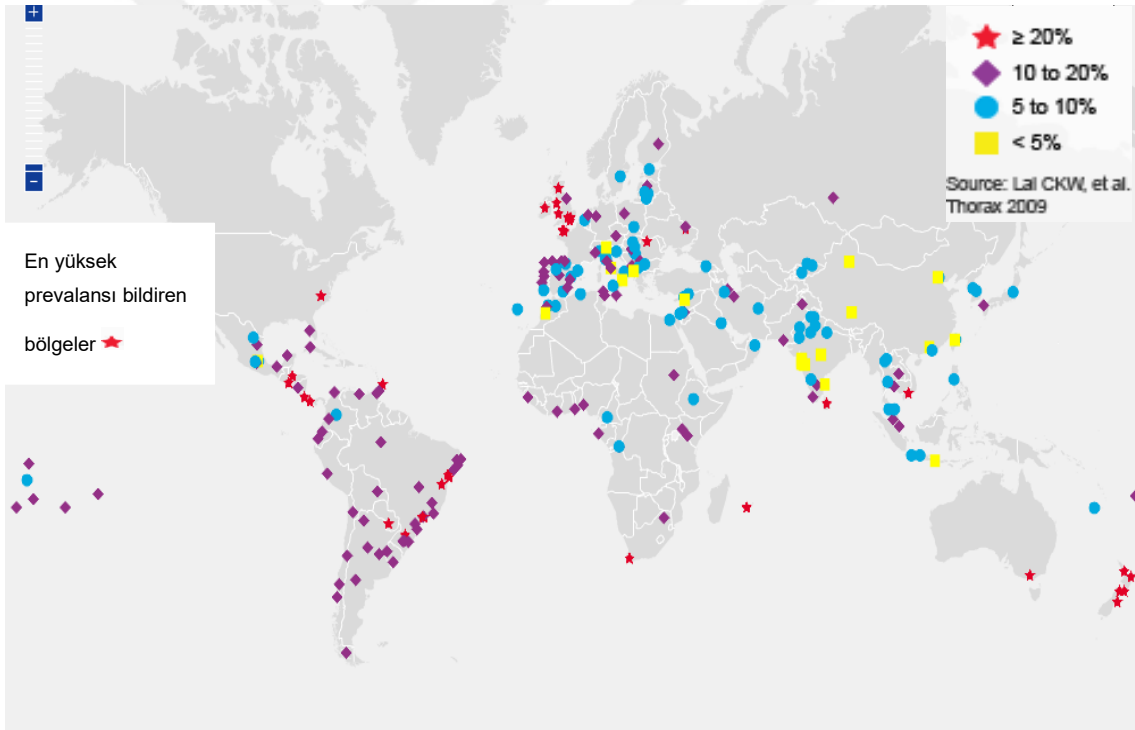 +
≥ 20%
10 to 20%
5 to 10%
< 5%
Source: Lai CKW, et al.
Thorax 2009
−
En yüksek
prevalansı bildiren
bölgeler